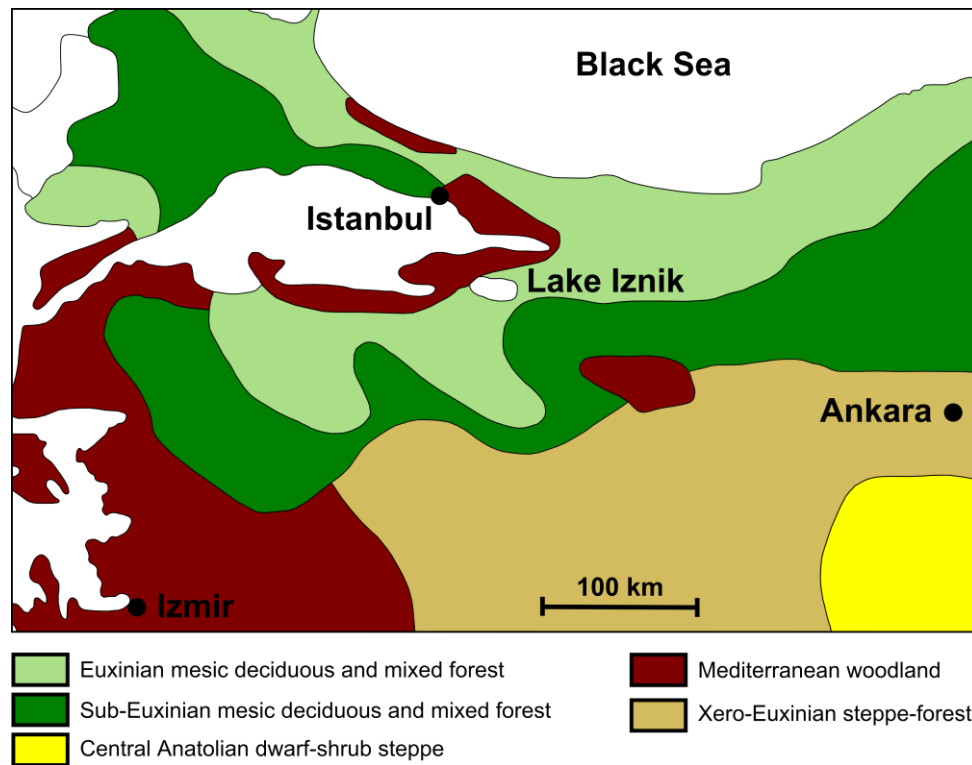 Black Sea
Istanbul
Lake Iznik
Ankara
100 km
Izmir
Euxinian mesic deciduous and mixed forest
Mediterranean woodland
Sub-Euxinian mesic deciduous and mixed forest
Xero-Euxinian steppe-forest
Central Anatolian dwarf-shrub steppe